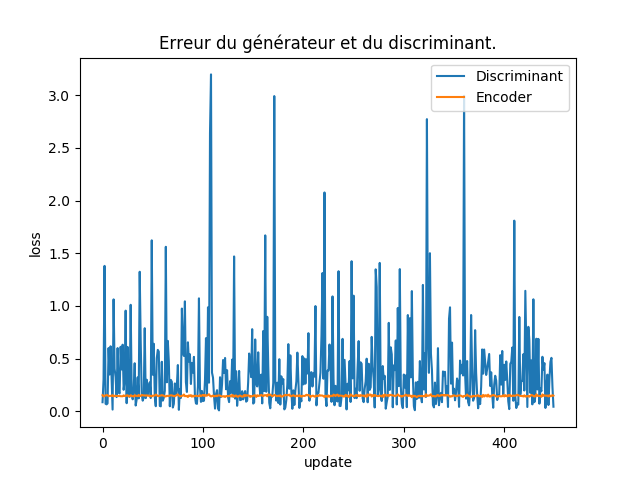 Erreur du générateur et du discriminant.
Discriminant
Encoder
3.0
2.5
2.0
1.5
1.0
0.5
0.0
loss
0 100 200 300 400
update